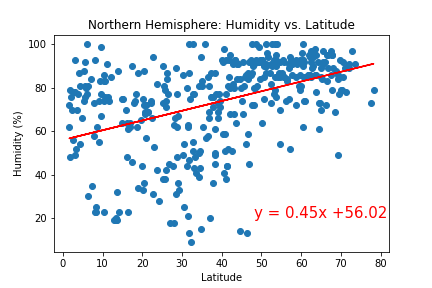 Northern Hemisphere: Humidity vs. Latitude
100
80
60
40
20
Humidity (%)
y = 0.45x +56.02
0 10 20 30 40 50 60 70 80
Latitude